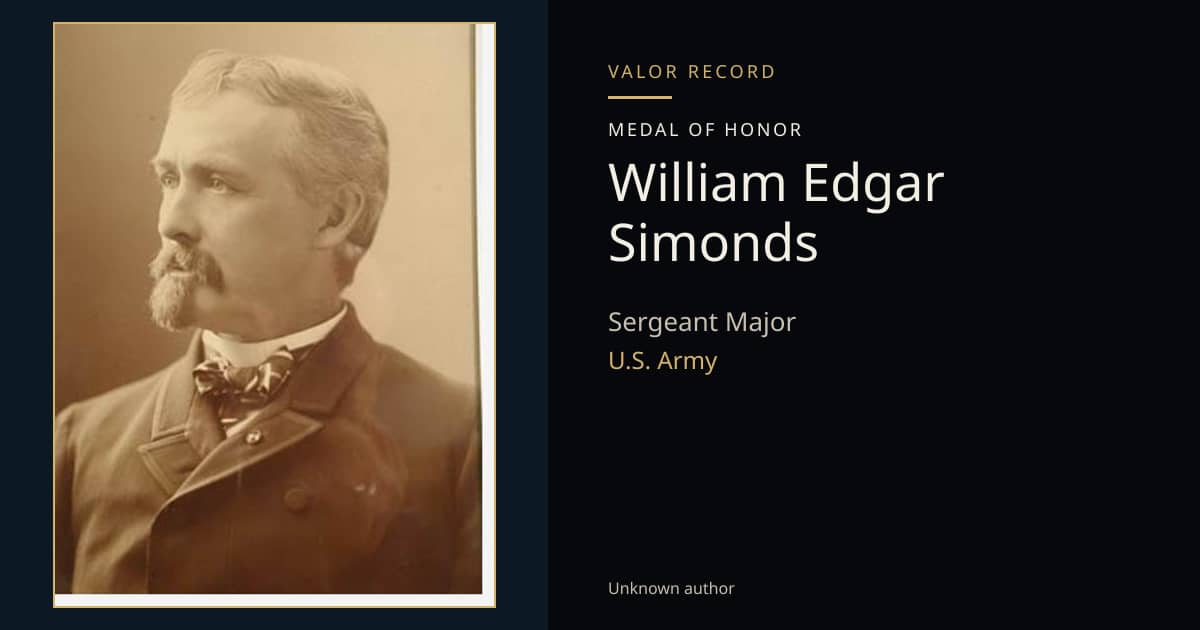 VALOR RECORD
MEDAL OF HONOR
William Edgar
Simonds
Sergeant Major
U.S. Army
Unknown author